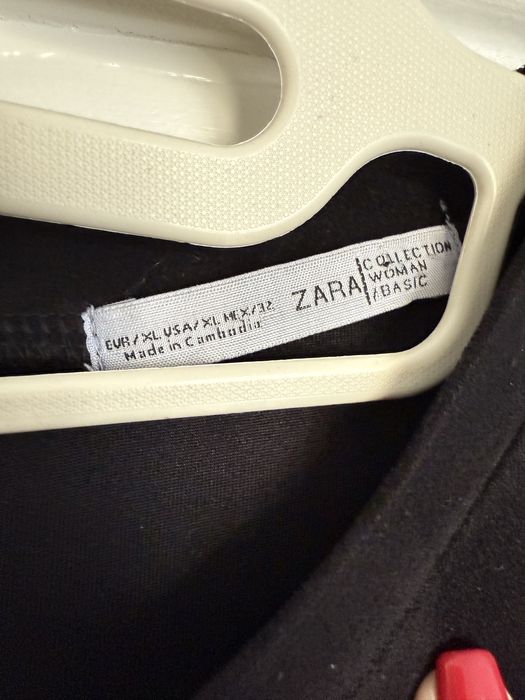 EUR/XL USA/XL MEX/32
Made in Cambodia
ZARA
COLLECTION
WOMAN
/BASIC